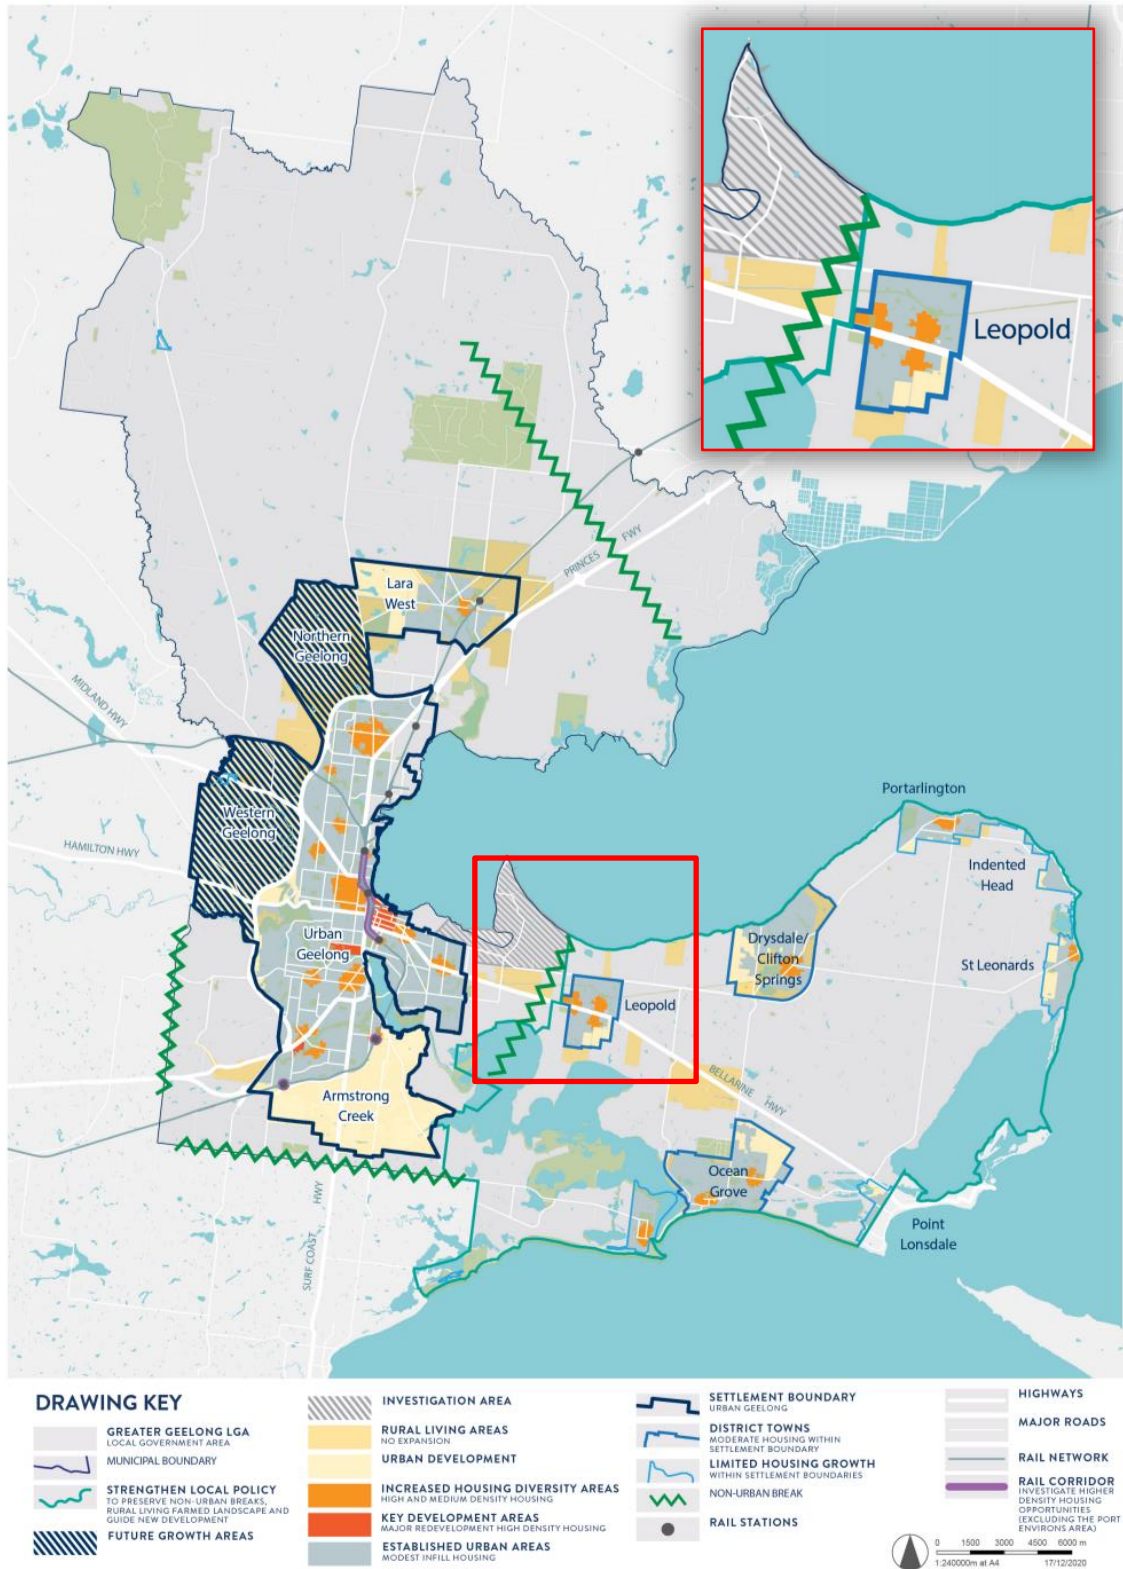 Leopold
Lara
West
PRINCES FWY
Northern
Geelong
MIDLAND HWY
Portarlington
Western
Geelong
HAMILTON HWY
Indented
Head
Urban
Geelong
Drysdale/
Clifton
Springs
St Leonards
Leopold
BELLARINE HWY
Armstrong
Creek
Ocean
Grove
Point
Lonsdale
SURF COAST HWY
DRAWING KEY
GREATER GEELONG LGA
LOCAL GOVERNMENT AREA
MUNICIPAL BOUNDARY
STRENGTHEN LOCAL POLICY
TO PRESERVE NON-URBAN BREAKS,
RURAL LIVING FARMED LANDSCAPE AND
GUIDE NEW DEVELOPMENT
FUTURE GROWTH AREAS
INVESTIGATION AREA
RURAL LIVING AREAS
NO EXPANSION
URBAN DEVELOPMENT
INCREASED HOUSING DIVERSITY AREAS
HIGH AND MEDIUM DENSITY HOUSING
KEY DEVELOPMENT AREAS
MAJOR REDEVELOPMENT HIGH DENSITY HOUSING
ESTABLISHED URBAN AREAS
MODEST INFILL HOUSING
SETTLEMENT BOUNDARY
URBAN GEELONG
DISTRICT TOWNS
MODERATE HOUSING WITHIN
SETTLEMENT BOUNDARY
LIMITED HOUSING GROWTH
WITHIN SETTLEMENT BOUNDARIES
NON-URBAN BREAK
RAIL STATIONS
HIGHWAYS
MAJOR ROADS
RAIL NETWORK
RAIL CORRIDOR
INVESTIGATE HIGHER
DENSITY HOUSING
OPPORTUNITIES
(EXCLUDING THE PORT
ENVIRONS AREA)
0 1500 3000 4500 6000 m
1:240000m at A4 17/12/2020